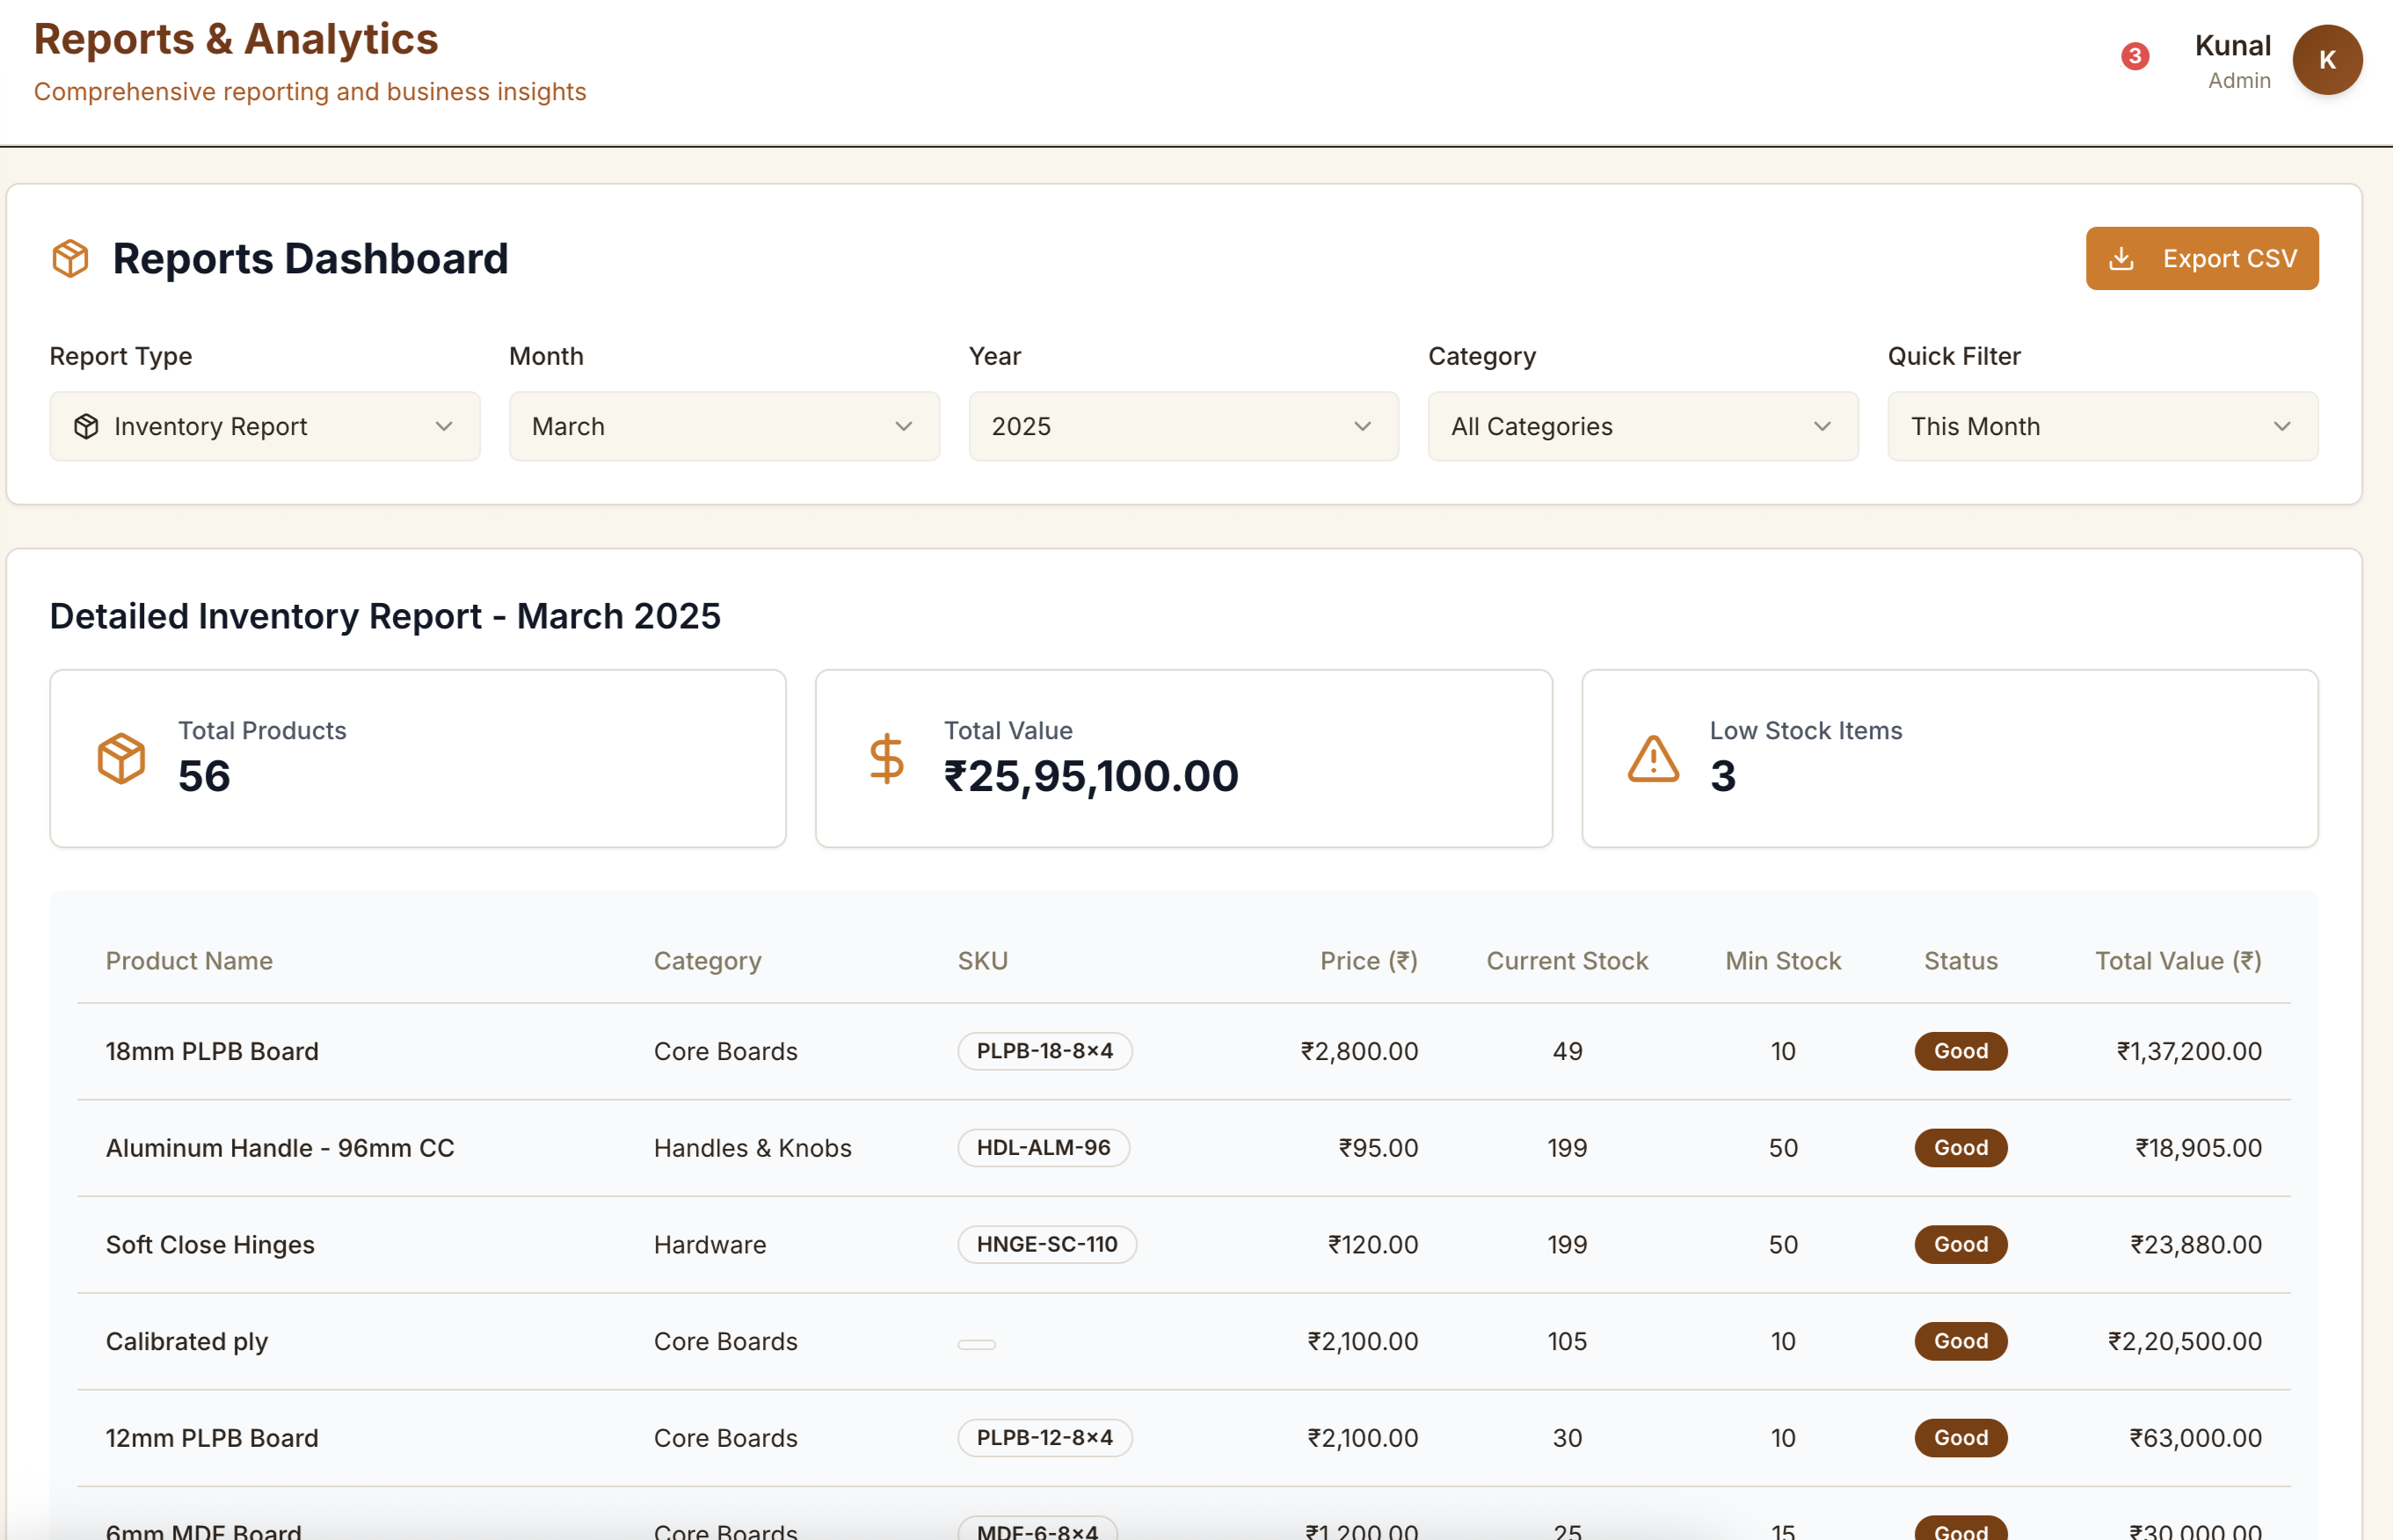 Reports & Analytics
Comprehensive reporting and business insights
3
Kunal
Admin
K
Reports Dashboard
Export CSV
Report Type
Month
Year
Category
Quick Filter
Inventory Report
March
2025
All Categories
This Month
Detailed Inventory Report - March 2025
Total Products
56
Total Value
₹25,95,100.00
Low Stock Items
3
Product Name Category SKU Price (₹) Current Stock Min Stock Status Total Value (₹)
18mm PLPB Board Core Boards PLPB-18-8x4 ₹2,800.00 49 10 Good ₹1,37,200.00
Aluminum Handle - 96mm CC Handles & Knobs HDL-ALM-96 ₹95.00 199 50 Good ₹18,905.00
Soft Close Hinges Hardware HNGE-SC-110 ₹120.00 199 50 Good ₹23,880.00
Calibrated ply Core Boards ₹2,100.00 105 10 Good ₹2,20,500.00
12mm PLPB Board Core Boards PLPB-12-8x4 ₹2,100.00 30 10 Good ₹63,000.00
6mm MDF Board Core Boards MDF-6-8x4 ₹1,200.00 25 15 Good ₹30,000.00